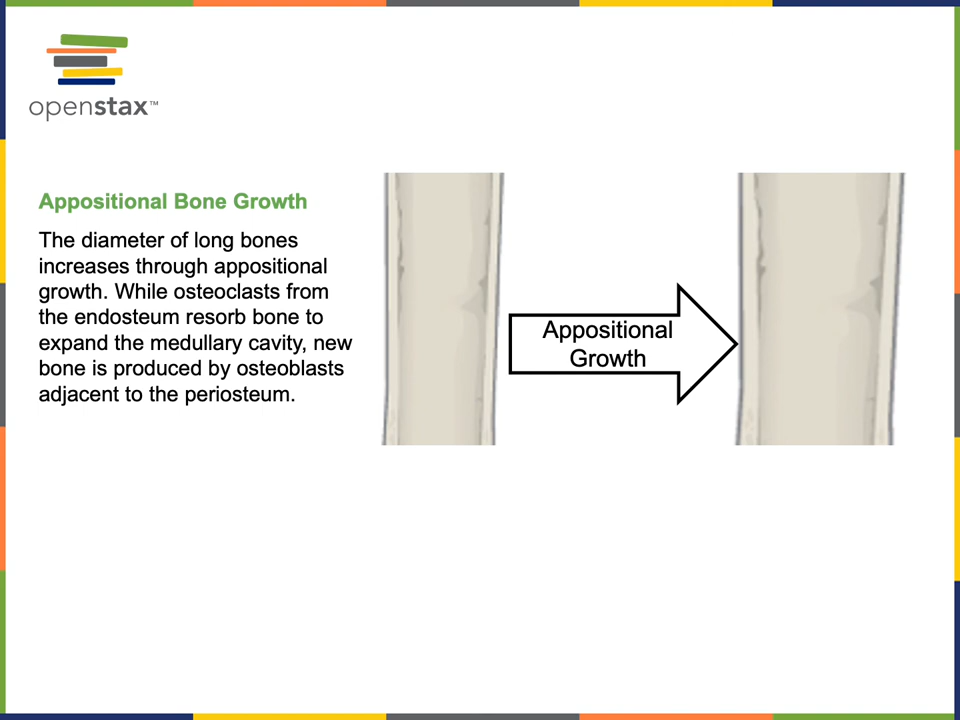 openstax™
Appositional Bone Growth
The diameter of long bones
increases through appositional
growth. While osteoclasts from
the endosteum resorb bone to
expand the medullary cavity, new
bone is produced by osteoblasts
adjacent to the periosteum.
Appositional
Growth